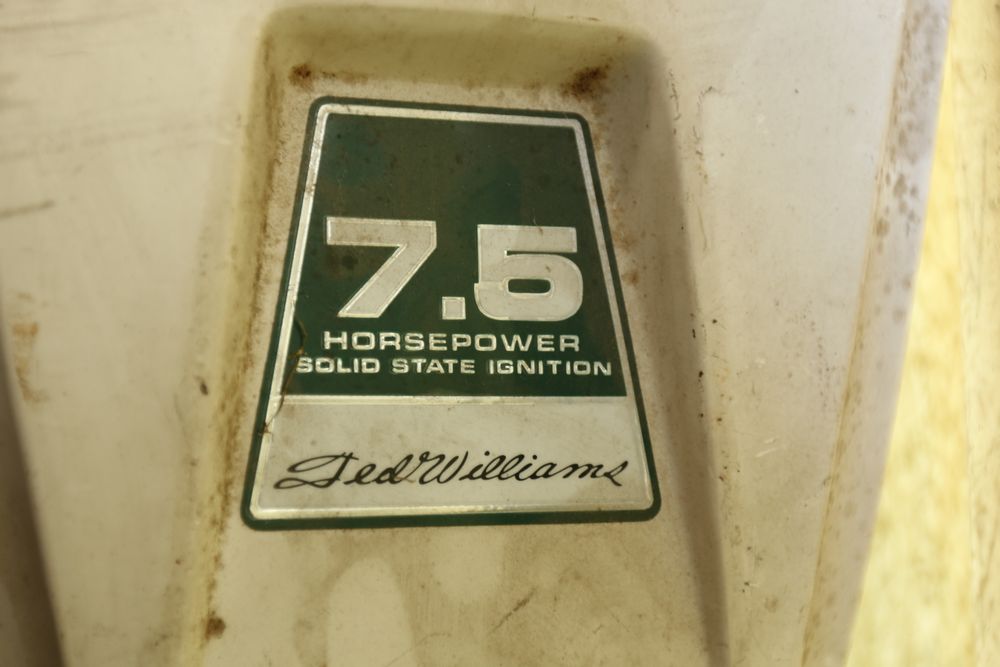 7.5
HORSEPOWER
SOLID STATE IGNITION
Ted Williams